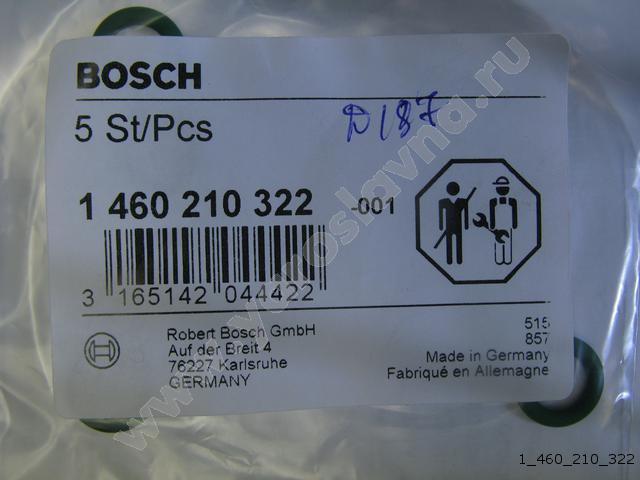 BOSCH
5 St/Pcs
D187
1 460 210 322 -001
3 165142 044422
Robert Bosch GmbH
Auf der Breit 4
76227 Karlsruhe
GERMANY
515
857
Made in Germany
Fabriqué en Allemagne
www.voroslavna.ru
1_460_210_322